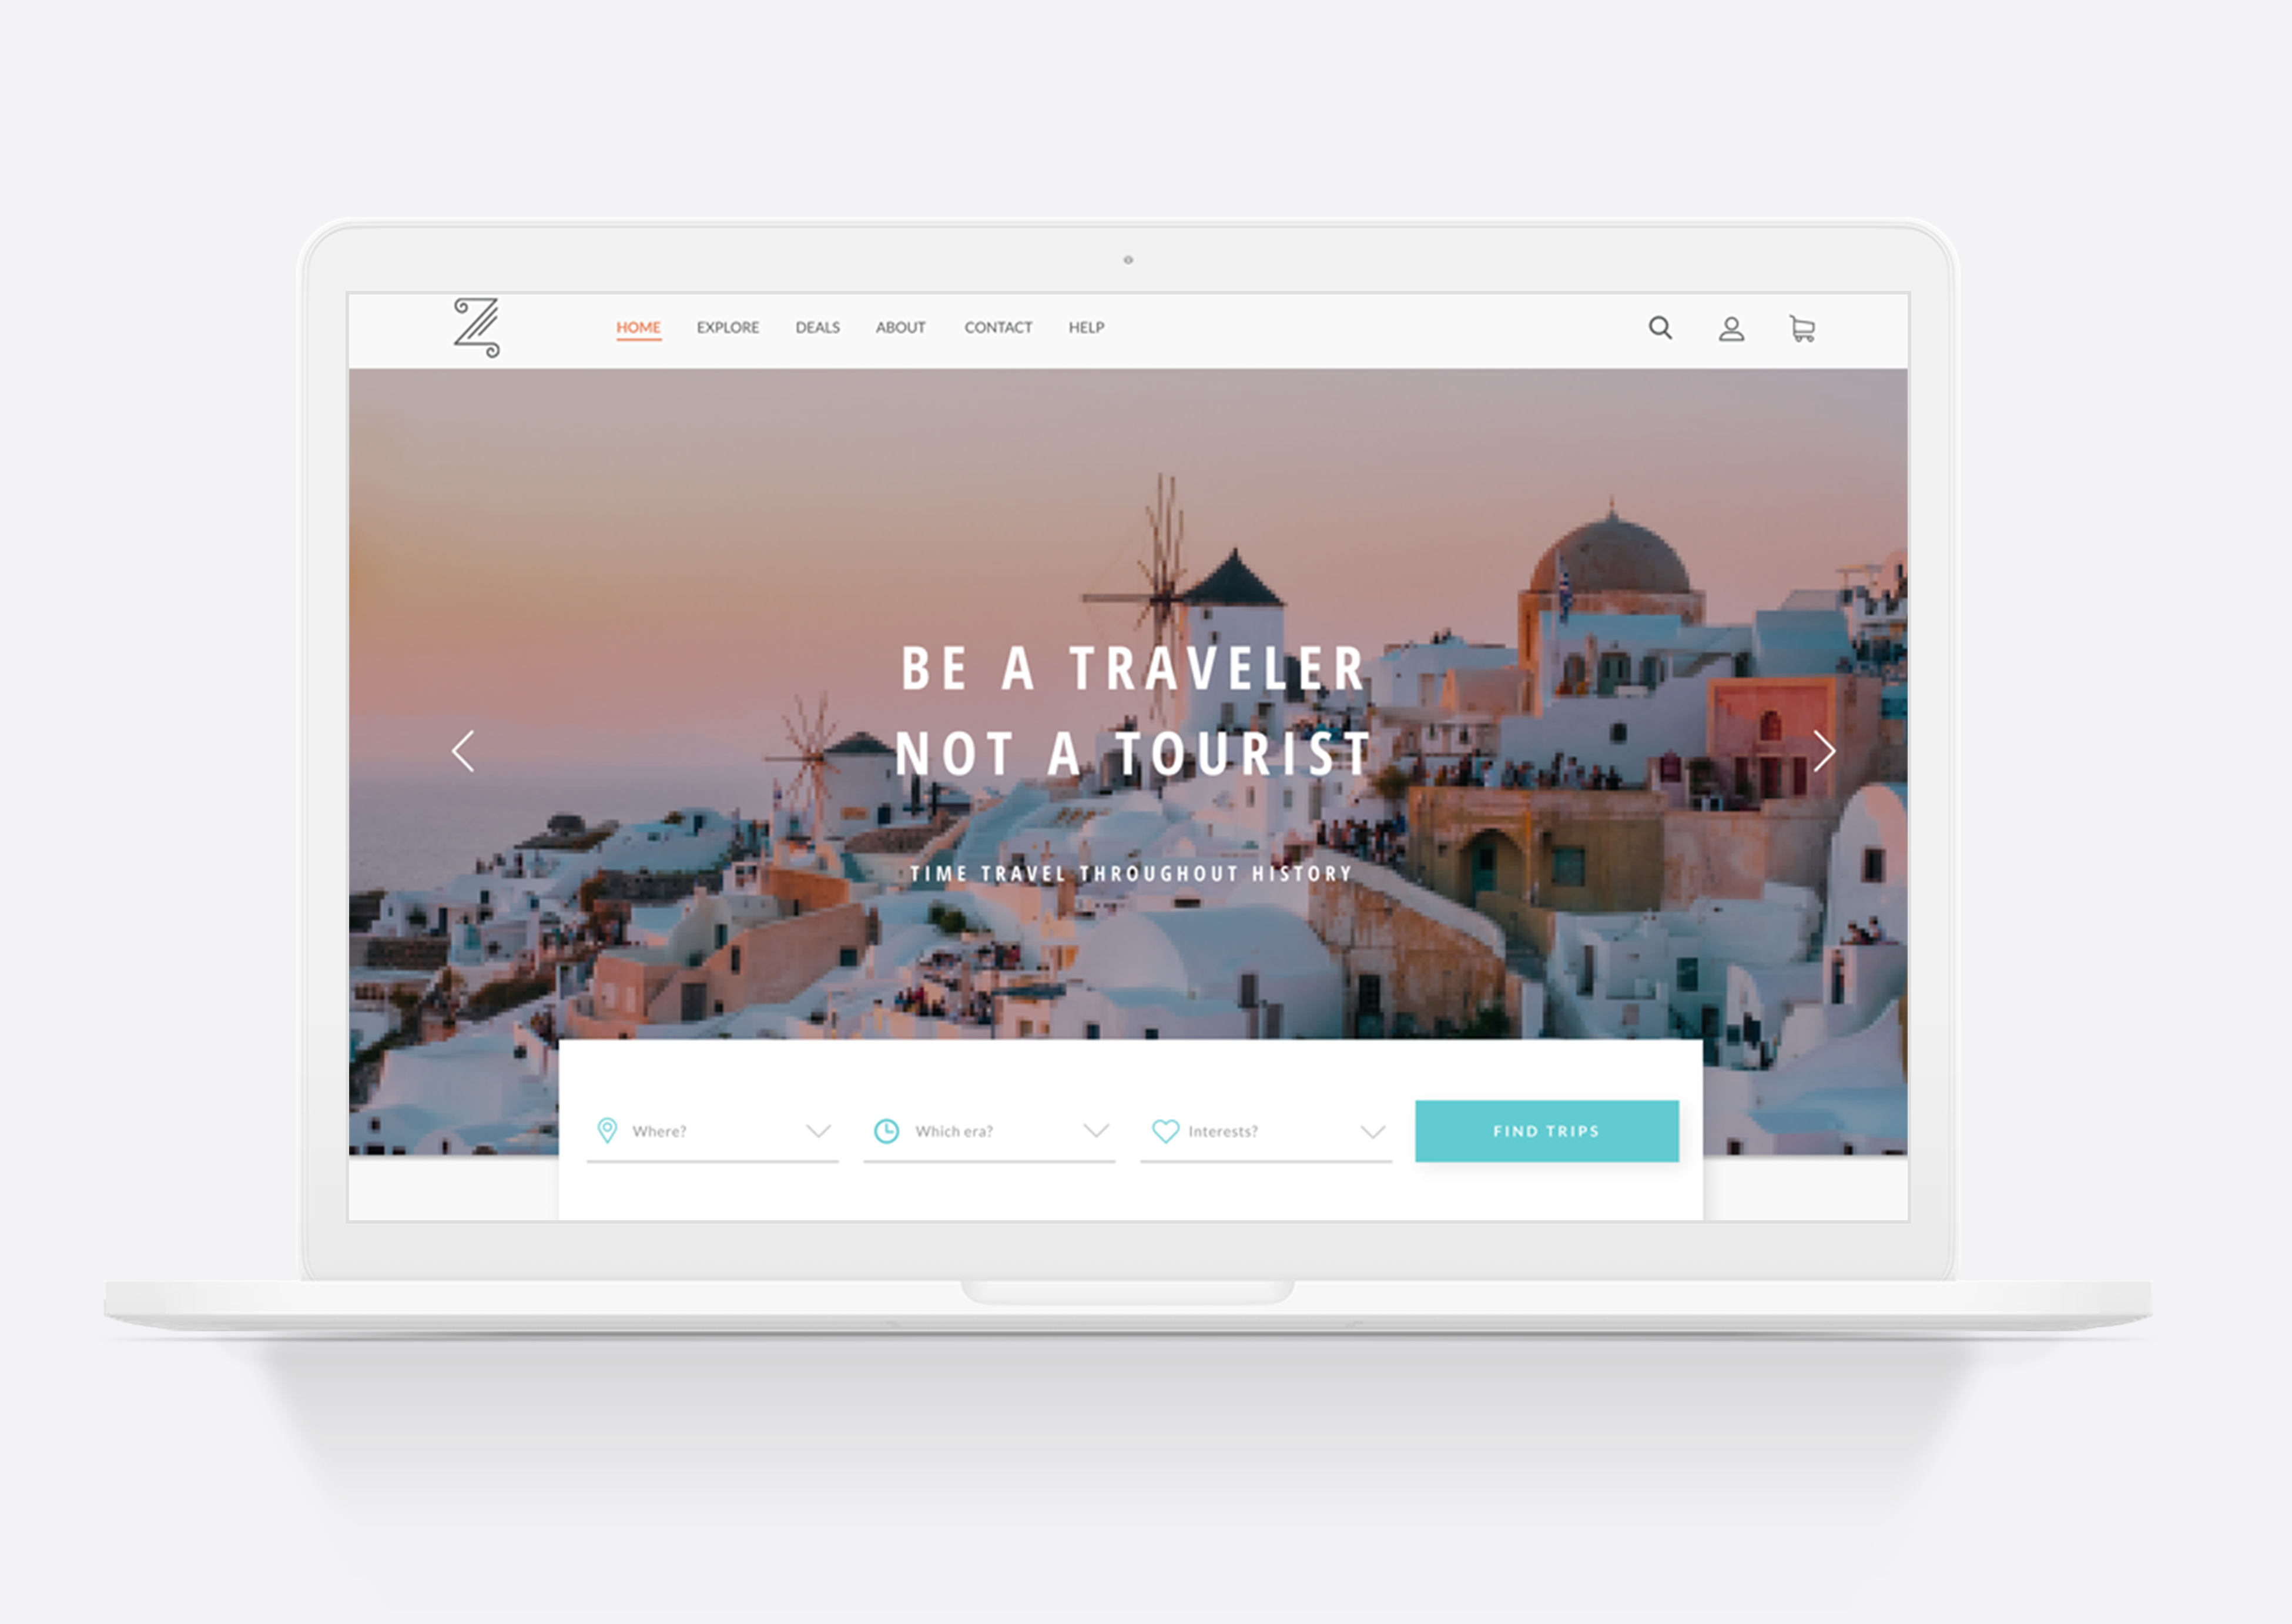 Z
HOME EXPLORE DEALS ABOUT CONTACT HELP
BE A TRAVELER
NOT A TOURIST
TIME TRAVEL THROUGHOUT HISTORY
Where? Which era? Interests? FIND TRIPS